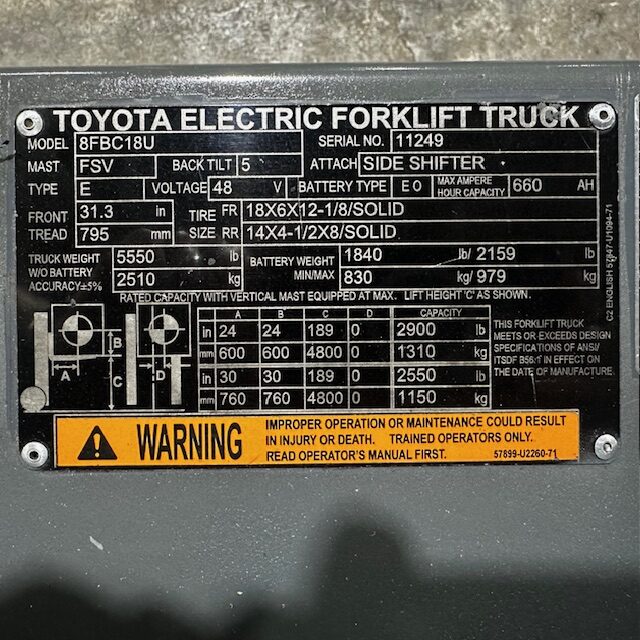 TOYOTA ELECTRIC FORKLIFT TRUCK
MODEL 8FBC18U SERIAL NO. 11249
MAST FSV BACK TILT 5 ATTACH SIDE SHIFTER
TYPE E VOLTAGE 48 V BATTERY TYPE EO MAX AMPERE HOUR CAPACITY 660 AH
FRONT TREAD 31.3 in 795 mm
TIRE SIZE FR 18X6X12-1/8/SOLID
RR 14X4-1/2X8/SOLID
TRUCK WEIGHT W/O BATTERY ACCURACY±5% 5550 lb 2510 kg
BATTERY WEIGHT MIN/MAX 1840 lb/ 2159 lb
830 kg/ 979 kg
RATED CAPACITY WITH VERTICAL MAST EQUIPPED AT MAX. LIFT HEIGHT 'C' AS SHOWN.
A B C D CAPACITY
in 24 24 189 0 2900 lb
mm 600 600 4800 0 1310 kg
in 30 30 189 0 2550 lb
mm 760 760 4800 0 1150 kg
A B C D
THIS FORKLIFT TRUCK
MEETS OR EXCEEDS DESIGN
SPECIFICATIONS OF ANSI/
ITSDF B56.1 IN EFFECT ON
THE DATE OF MANUFACTURE.
C2 ENGLISH 57847-U1094-71
WARNING
IMPROPER OPERATION OR MAINTENANCE COULD RESULT
IN INJURY OR DEATH. TRAINED OPERATORS ONLY.
READ OPERATOR'S MANUAL FIRST. 57899-U2260-71